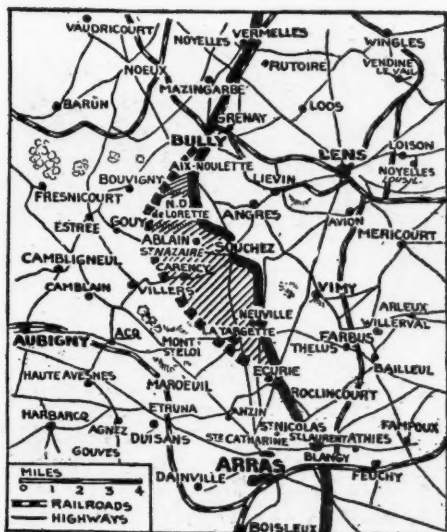 VAUDRICOURT
NOYELLES
VERMELLES
WINGLES
VENDINE
LE VAIL
NOEUX
RUTOIRE
MAZINGARBE
BARUN
LOOS
GRENAY
BULLY
AIX-NOULETTE
LENS
LOISON
NOYELLES
BOUVIGNY
LIEVIN
FRESNICOURT
N.D.
de LORETTE
ANGRES
AVION
ESTREE
GOUY
MERICOURT
ABLAIN
ST NAZAIRE
SOUCHEZ
CAMBLIGNEUL
CARENCY
CAMBLAIN
VILLERS
VIMY
ARLEUX
NEUVILLE
WILLERVAL
LA TARGETTE
FARBUS
AUBIGNY
ACQ
MONT
ST ELOI
THELUS
BAILLEUL
ECURIE
HAUTE AVESNES
MAROEUIL
ROCLINCOURT
ETRUNA
ANZIN
HARBARCQ
AGNEZ
ST NICOLAS
FAMPOUX
DUISANS
STE CATHARINE
ST LAURENT
ATHIES
GOUVES
BLANGY
ARRAS
FEUCHY
MILES
0 1 2 3 4
DAINVILLE
RAILROADS
HIGHWAYS
BOISLEUX